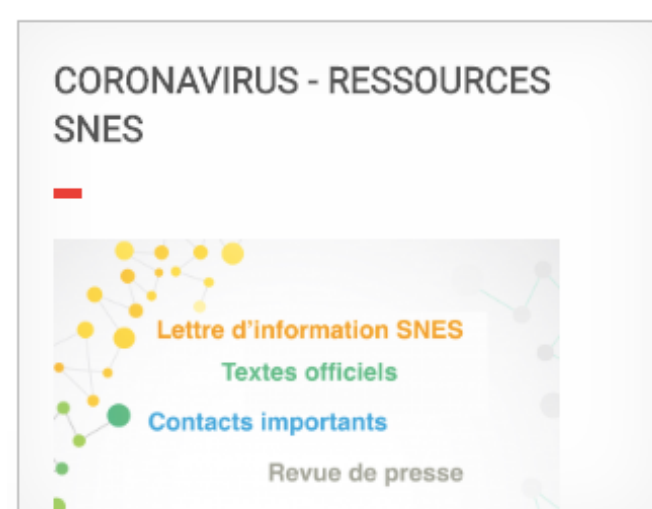 CORONAVIRUS - RESSOURCES
SNES
Lettre d'information SNES
Textes officiels
Contacts importants
Revue de presse